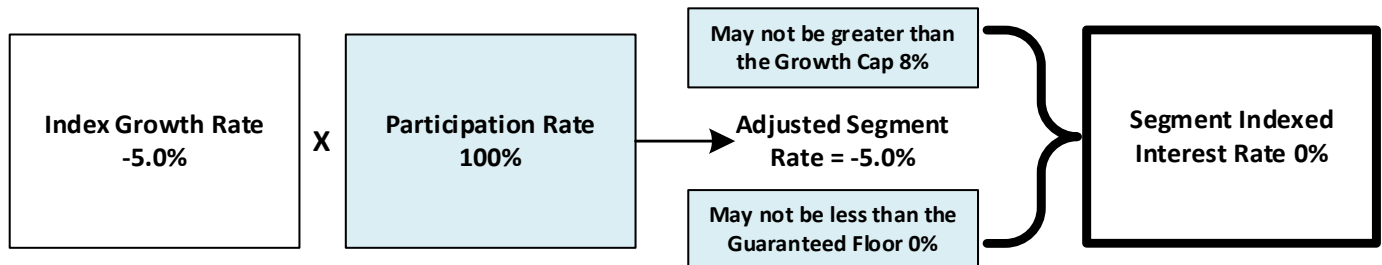 Index Growth Rate
-5.0%
X
Participation Rate
100%
May not be greater than
the Growth Cap 8%
Adjusted Segment
Rate = -5.0%
May not be less than the
Guaranteed Floor 0%
Segment Indexed
Interest Rate 0%